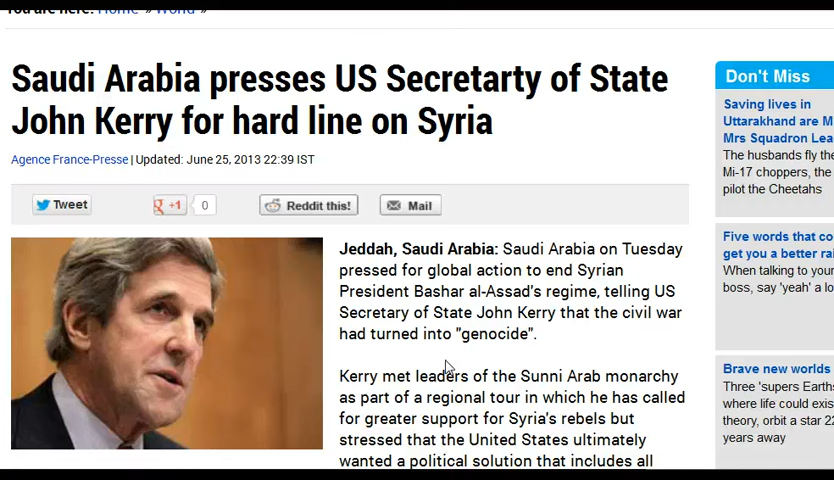 You are here: Home » World »
Saudi Arabia presses US Secretarty of State
John Kerry for hard line on Syria
Agence France-Presse | Updated: June 25, 2013 22:39 IST
Tweet
g +1 0
Reddit this!
Mail
Jeddah, Saudi Arabia: Saudi Arabia on Tuesday
pressed for global action to end Syrian
President Bashar al-Assad's regime, telling US
Secretary of State John Kerry that the civil war
had turned into "genocide".
Kerry met leaders of the Sunni Arab monarchy
as part of a regional tour in which he has called
for greater support for Syria's rebels but
stressed that the United States ultimately
wanted a political solution that includes all
Don't Miss
Saving lives in
Uttarakhand are M
Mrs Squadron Lea
The husbands fly the
Mi-17 choppers, the
pilot the Cheetahs
Five words that co
get you a better rai
When talking to your
boss, say 'yeah' a lo
Brave new worlds
Three 'supers Earths
where life could exis
theory, orbit a star 22
years away